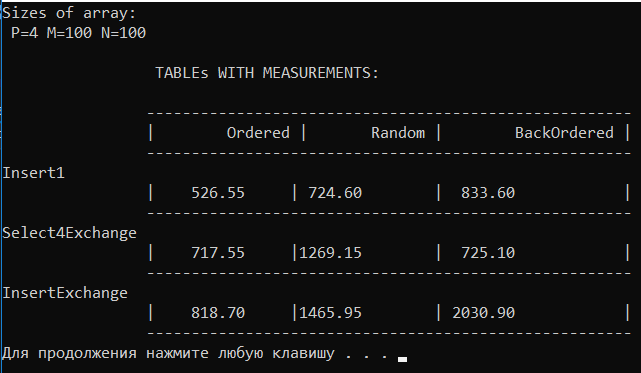 Sizes of array:
P=4 M=100 N=100
TABLEs WITH MEASUREMENTS:
------------------------------------------------------
|        Ordered |       Random |        BackOrdered |
------------------------------------------------------
Insert1
|    526.55     | 724.60        |  833.60            |
------------------------------------------------------
Select4Exchange
|    717.55     |1269.15        |  725.10            |
------------------------------------------------------
InsertExchange
|    818.70     |1465.95        | 2030.90            |
------------------------------------------------------
Для продолжения нажмите любую клавишу . . .